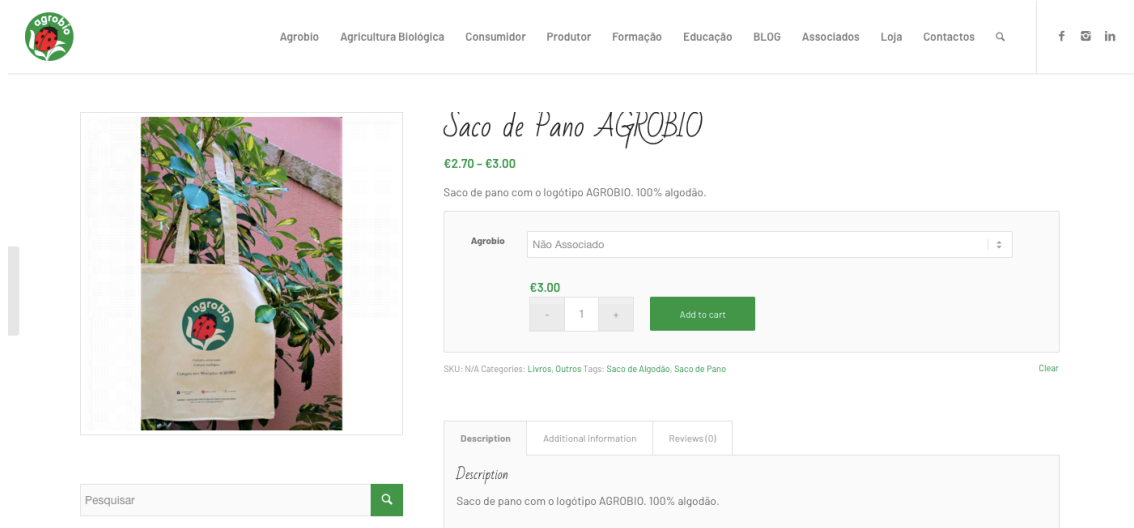 agrobio
Agrobio Agricultura Biológica Consumidor Produtor Formação Educação BLOG Associados Loja Contactos
Saco de Pano AGROBIO
€2.70 – €3.00
Saco de pano com o logótipo AGROBIO. 100% algodão.
Agrobio Não Associado
€3.00
- 1 + Add to cart
SKU: N/A Categories: Livros, Outros Tags: Saco de Algodão, Saco de Pano Clear
agrobio
Description Additional information Reviews (0)
Description
Saco de pano com o logótipo AGROBIO. 100% algodão.
Pesquisar